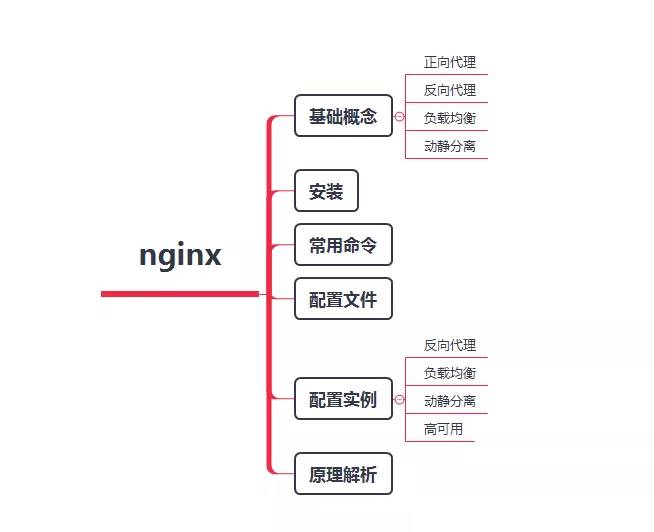 nginx
基础概念
正向代理
反向代理
负载均衡
动静分离
安装
常用命令
配置文件
配置实例
反向代理
负载均衡
动静分离
高可用
原理解析